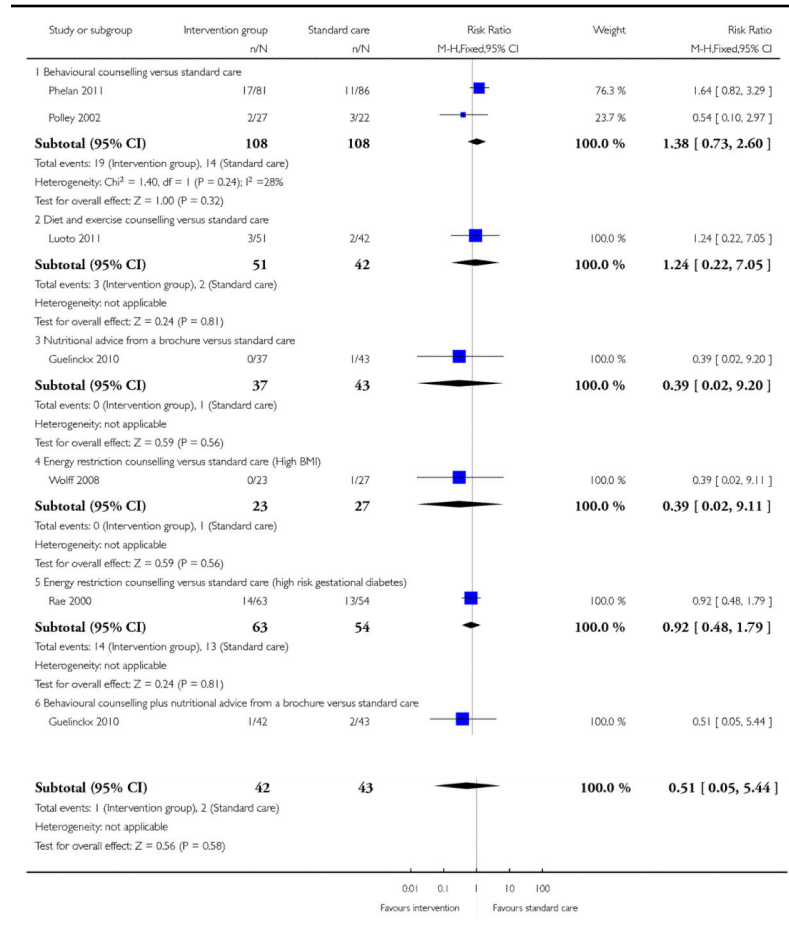 Study or subgroup Intervention group Standard care Risk Ratio Weight Risk Ratio
n/N n/N M-H,Fixed,95% CI M-H,Fixed,95% CI
1 Behavioural counselling versus standard care
Phelan 2011 17/81 11/86 76.3 % 1.64 [ 0.82, 3.29 ]
Polley 2002 2/27 3/22 23.7 % 0.54 [ 0.10, 2.97 ]
Subtotal (95% CI) 108 108 100.0 % 1.38 [ 0.73, 2.60 ]
Total events: 19 (Intervention group), 14 (Standard care)
Heterogeneity: Chi² = 1.40, df = 1 (P = 0.24); I² =28%
Test for overall effect: Z = 1.00 (P = 0.32)
2 Diet and exercise counselling versus standard care
Luoto 2011 3/51 2/42 100.0 % 1.24 [ 0.22, 7.05 ]
Subtotal (95% CI) 51 42 100.0 % 1.24 [ 0.22, 7.05 ]
Total events: 3 (Intervention group), 2 (Standard care)
Heterogeneity: not applicable
Test for overall effect: Z = 0.24 (P = 0.81)
3 Nutritional advice from a brochure versus standard care
Guelinckx 2010 0/37 1/43 100.0 % 0.39 [ 0.02, 9.20 ]
Subtotal (95% CI) 37 43 100.0 % 0.39 [ 0.02, 9.20 ]
Total events: 0 (Intervention group), 1 (Standard care)
Heterogeneity: not applicable
Test for overall effect: Z = 0.59 (P = 0.56)
4 Energy restriction counselling versus standard care (High BMI)
Wolff 2008 0/23 1/27 100.0 % 0.39 [ 0.02, 9.11 ]
Subtotal (95% CI) 23 27 100.0 % 0.39 [ 0.02, 9.11 ]
Total events: 0 (Intervention group), 1 (Standard care)
Heterogeneity: not applicable
Test for overall effect: Z = 0.59 (P = 0.56)
5 Energy restriction counselling versus standard care (high risk gestational diabetes)
Rae 2000 14/63 13/54 100.0 % 0.92 [ 0.48, 1.79 ]
Subtotal (95% CI) 63 54 100.0 % 0.92 [ 0.48, 1.79 ]
Total events: 14 (Intervention group), 13 (Standard care)
Heterogeneity: not applicable
Test for overall effect: Z = 0.24 (P = 0.81)
6 Behavioural counselling plus nutritional advice from a brochure versus standard care
Guelinckx 2010 1/42 2/43 100.0 % 0.51 [ 0.05, 5.44 ]
Subtotal (95% CI) 42 43 100.0 % 0.51 [ 0.05, 5.44 ]
Total events: 1 (Intervention group), 2 (Standard care)
Heterogeneity: not applicable
Test for overall effect: Z = 0.56 (P = 0.58)
0.01 0.1 1 10 100
Favours intervention Favours standard care